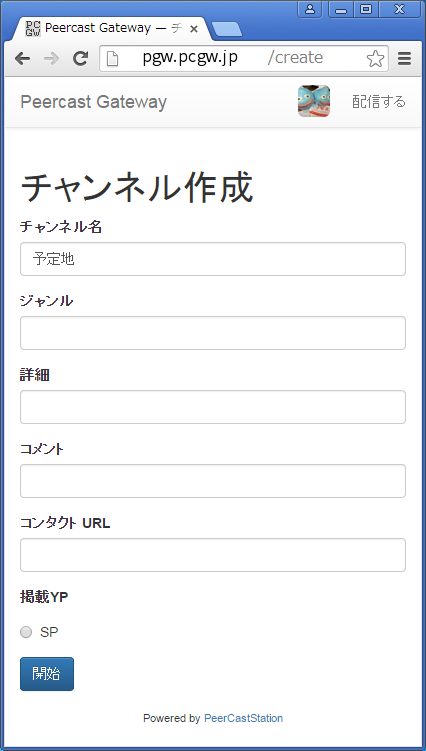 PC
GW
Peercast Gateway — チ
pgw.pcgw.jp /create
Peercast Gateway 配信する
チャンネル作成
チャンネル名
予定地
ジャンル
詳細
コメント
コンタクト URL
掲載YP
SP
開始
Powered by PeerCastStation